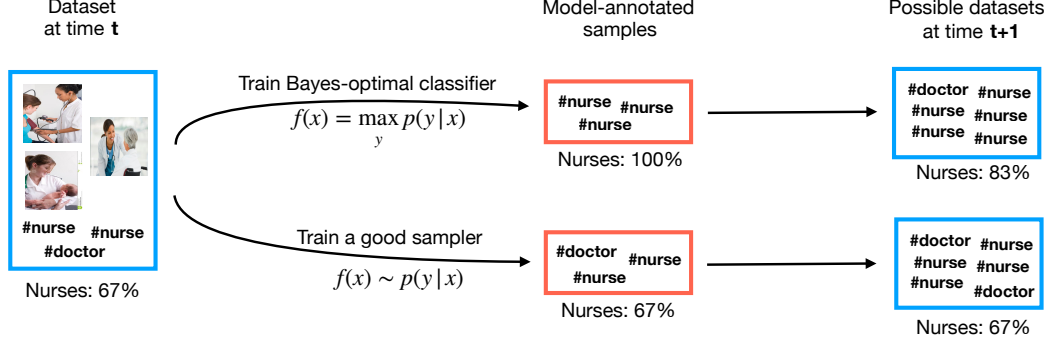 Dataset
at time t
Model-annotated
samples
Possible datasets
at time t+1
#nurse
#nurse
#doctor
Nurses: 67%
Train Bayes-optimal classifier
f(x) = max p(y|x)
y
#nurse
#nurse
#nurse
Nurses: 100%
#doctor
#nurse
#nurse
#nurse
#nurse
#nurse
Nurses: 83%
Train a good sampler
f(x) ∼ p(y|x)
#doctor
#nurse
#nurse
Nurses: 67%
#doctor
#nurse
#nurse
#nurse
#nurse
#doctor
Nurses: 67%